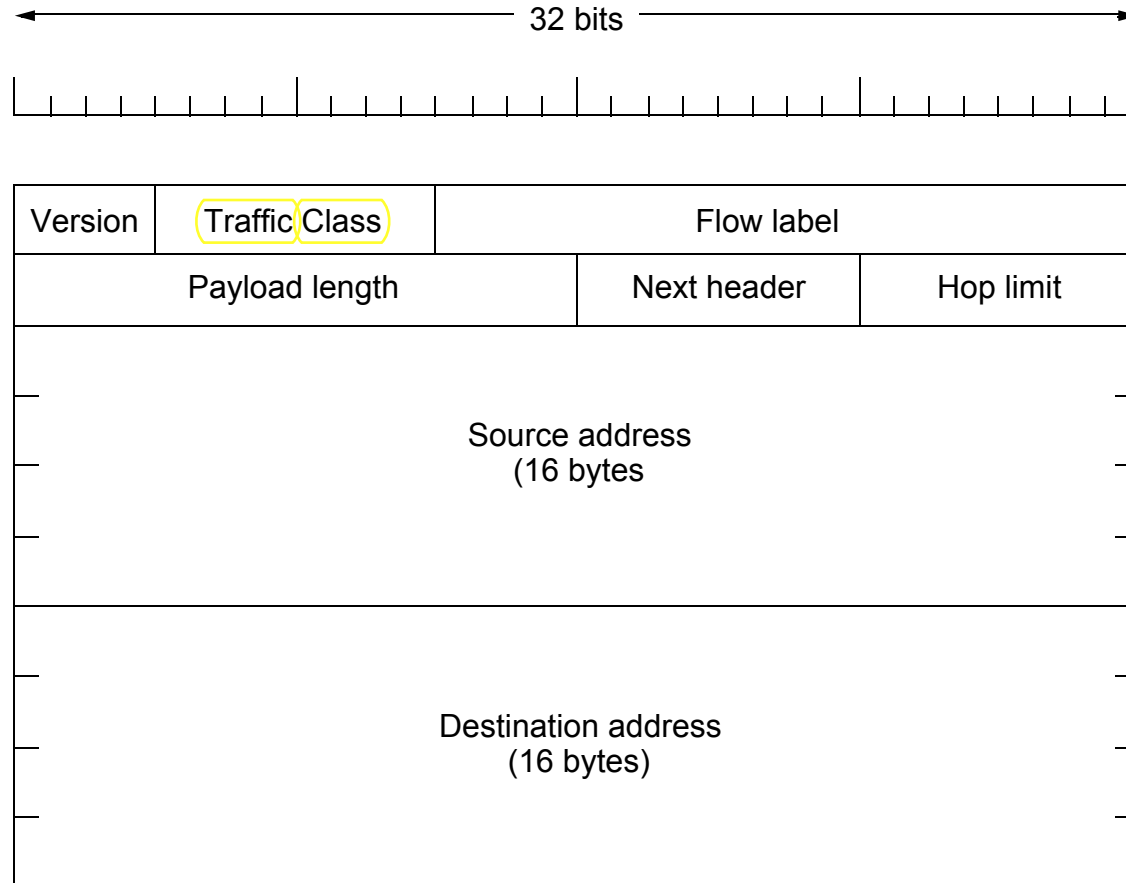 32 bits
Version Traffic Class Flow label
Payload length Next header Hop limit
Source address
(16 bytes
Destination address
(16 bytes)